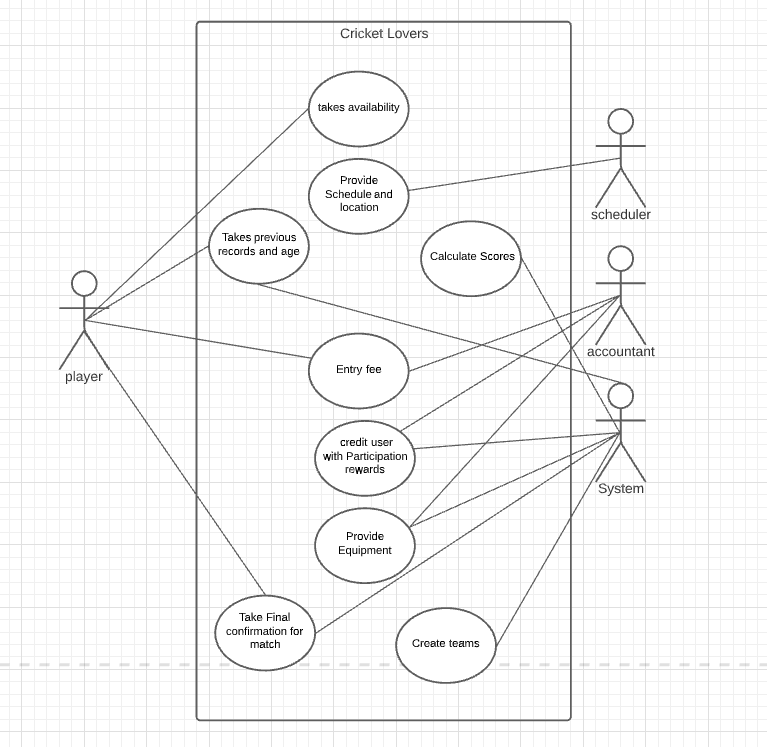 Cricket Lovers
takes availability
Provide
Schedule and
location
scheduler
Takes previous
records and age
Calculate Scores
player
Entry fee
accountant
credit user
with Participation
rewards
System
Provide
Equipment
Take Final
confirmation for
match
Create teams